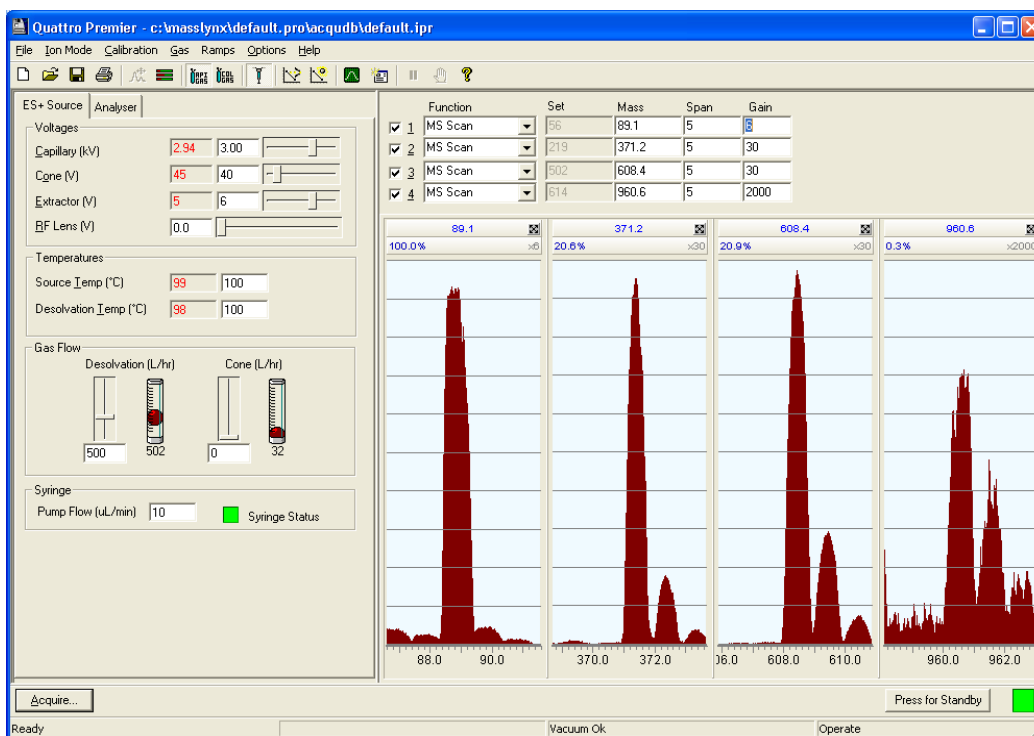 Quattro Premier - c:\masslynx\default.pro\acqudb\default.ipr
File Ion Mode Calibration Gas Ramps Options Help
API GAS COL GAS
ES+ Source Analyser
Voltages
Capillary (kV) 2.94 3.00
Cone (V) 45 40
Extractor (V) 5 6
RF Lens (V) 0.0
Temperatures
Source Temp (°C) 99 100
Desolvation Temp (°C) 98 100
Gas Flow
Desolvation (L/hr) Cone (L/hr)
500 502 0 32
Syringe
Pump Flow (uL/min) 10 Syringe Status
Function Set Mass Span Gain
1 MS Scan 56 89.1 5 6
2 MS Scan 219 371.2 5 30
3 MS Scan 502 608.4 5 30
4 MS Scan 614 960.6 5 2000
89.1 371.2 608.4 960.6
100.0% x6 20.6% x30 20.9% x30 0.3% x2000
88.0 90.0 370.0 372.0 06.0 608.0 610.0 960.0 962.0
Acquire... Press for Standby
Ready Vacuum Ok Operate